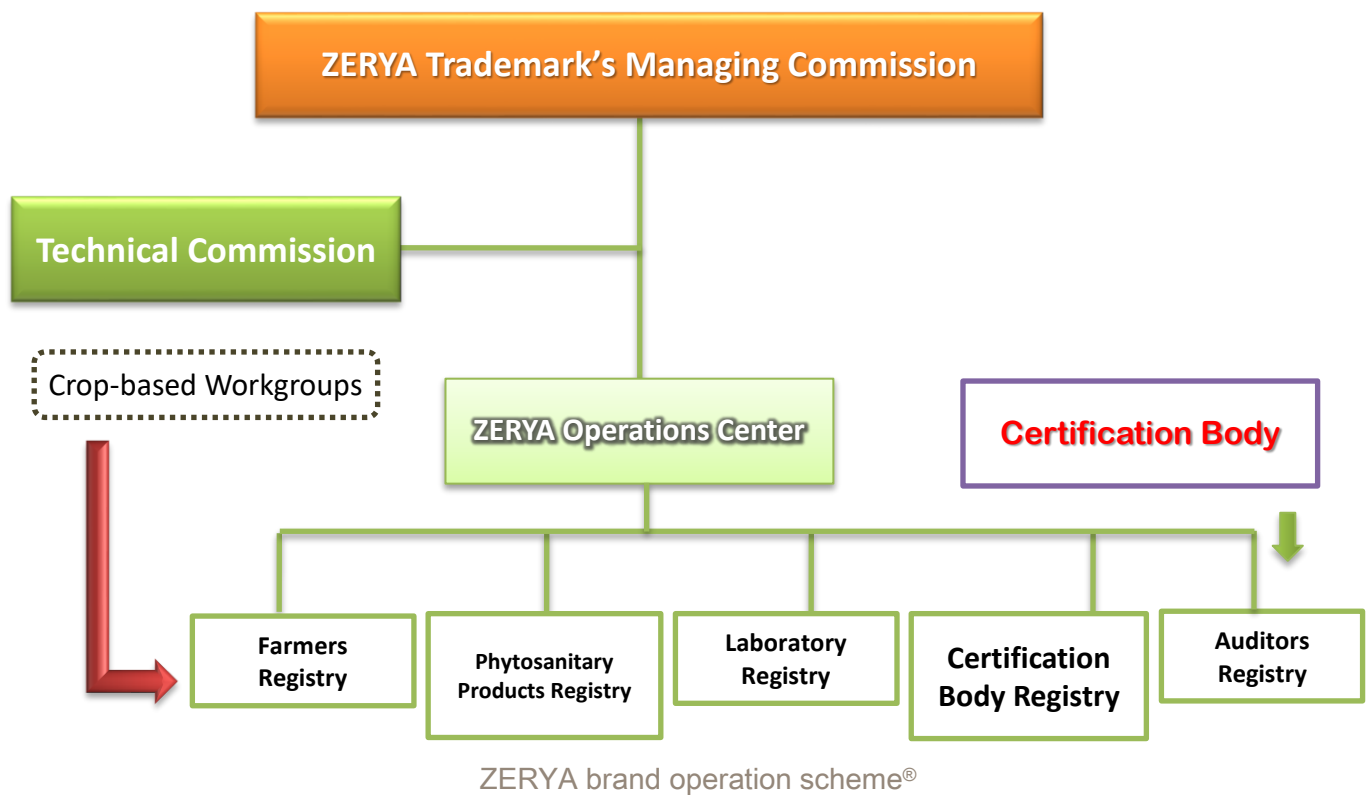 ZERYA Trademark’s Managing Commission
Technical Commission
Crop-based Workgroups
ZERYA Operations Center
Certification Body
Farmers
Registry
Phytosanitary
Products Registry
Laboratory
Registry
Certification
Body Registry
Auditors
Registry
ZERYA brand operation scheme®